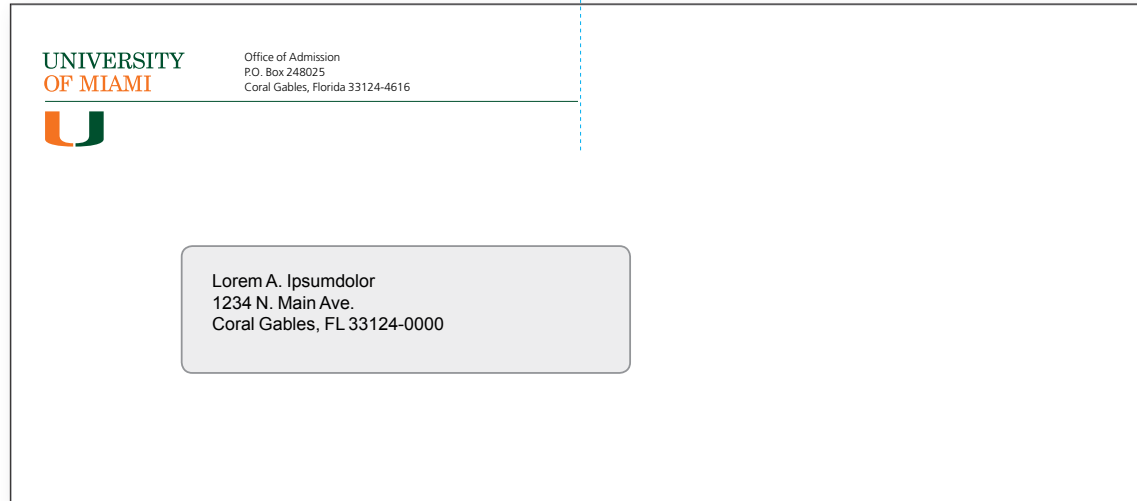 UNIVERSITY
OF MIAMI
Office of Admission
P.O. Box 248025
Coral Gables, Florida 33124-4616
U
Lorem A. Ipsumdolor
1234 N. Main Ave.
Coral Gables, FL 33124-0000